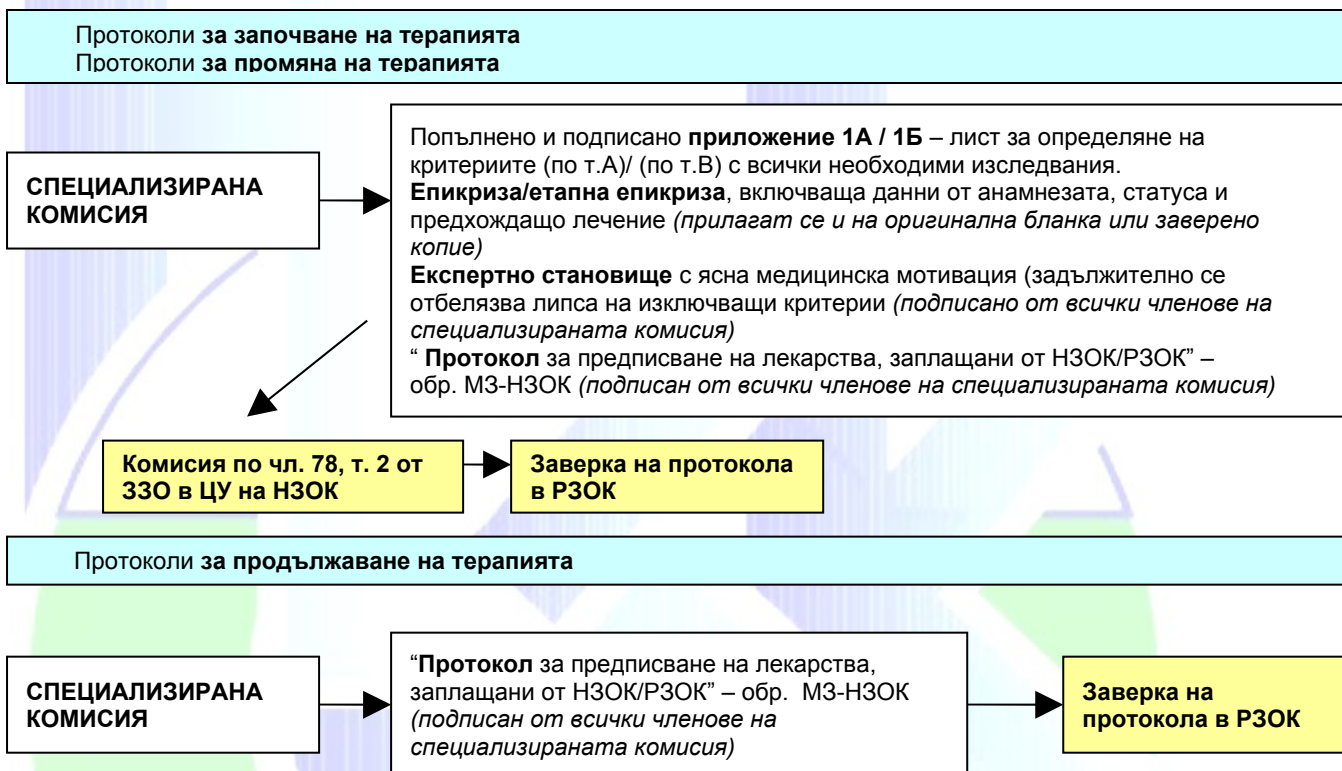 Протоколи за започване на терапията
Протоколи за промяна на терапията
СПЕЦИАЛИЗИРАНА
КОМИСИЯ
Попълнено и подписано приложение 1А / 1Б – лист за определяне на
критериите (по т.А)/ (по т.В) с всички необходими изследвания.
Епикриза/етапна епикриза, включваща данни от анамнезата, статуса и
предхождащо лечение (прилагат се и на оригинална бланка или заверено
копие)
Експертно становище с ясна медицинска мотивация (задължително се
отбелязва липса на изключващи критерии (подписано от всички членове на
специализираната комисия)
“ Протокол за предписване на лекарства, заплащани от НЗОК/РЗОК” –
обр. МЗ-НЗОК (подписан от всички членове на специализираната комисия)
Комисия по чл. 78, т. 2 от
ЗЗО в ЦУ на НЗОК
Заверка на протокола
в РЗОК
Протоколи за продължаване на терапията
СПЕЦИАЛИЗИРАНА
КОМИСИЯ
“Протокол за предписване на лекарства,
заплащани от НЗОК/РЗОК” – обр. МЗ-НЗОК
(подписан от всички членове на
специализираната комисия)
Заверка на
протокола в РЗОК